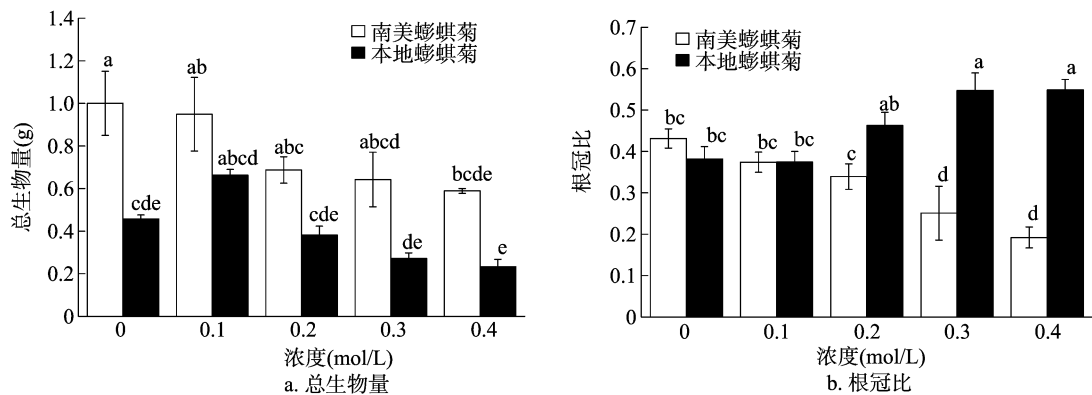 南美蟛蜞菊
本地蟛蜞菊
总生物量(g)
1.4
1.2
1.0
0.8
0.6
0.4
0.2
0
a
cde
ab
abcd
abc
cde
abcd
de
bcde
e
0 0.1 0.2 0.3 0.4
浓度(mol/L)
a. 总生物量
南美蟛蜞菊
本地蟛蜞菊
根冠比
0.7
0.6
0.5
0.4
0.3
0.2
0.1
0
bc
bc
bc
bc
c
ab
d
a
d
a
0 0.1 0.2 0.3 0.4
浓度(mol/L)
b. 根冠比